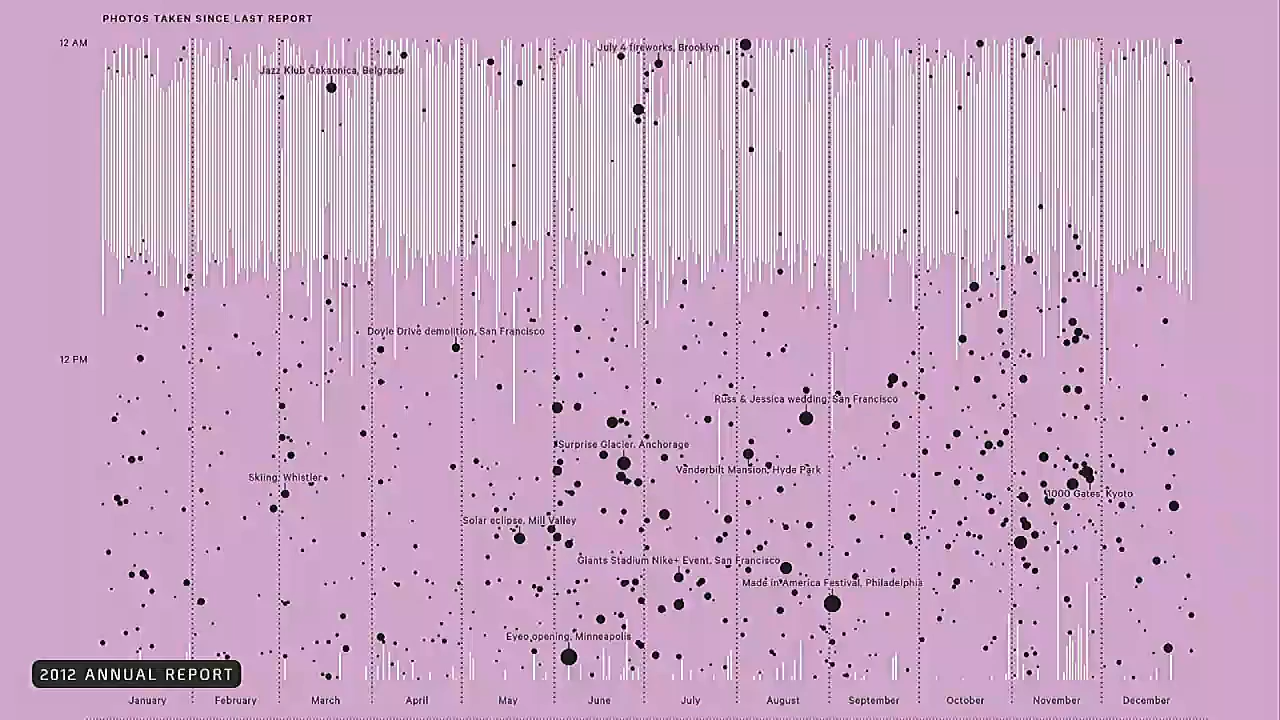 PHOTOS TAKEN SINCE LAST REPORT
12 AM
July 4 fireworks, Brooklyn
Jazz Klub Čekaonica, Belgrade
Doyle Drive demolition, San Francisco
12 PM
Russ & Jessica wedding, San Francisco
Surprise Glacier, Anchorage
Vanderbilt Mansion, Hyde Park
Skiing, Whistler
1000 Gates, Kyoto
Solar eclipse, Mill Valley
Giants Stadium Nike+ Event, San Francisco
Made in America Festival, Philadelphia
Eyeo opening, Minneapolis
2012 ANNUAL REPORT
January February March April May June July August September October November December